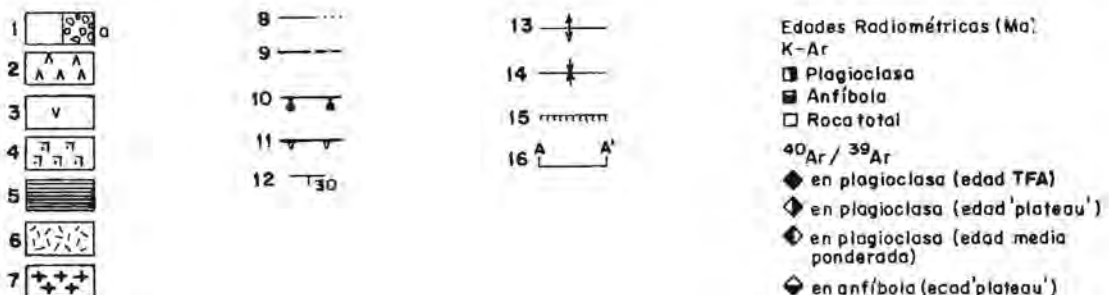 1 a
2
3 v
4
5
6
7
8
9
10
11
12 30
13
14
15
16 A A'
Edades Radiométricas (Ma)
K-Ar
Plagioclasa
Anfíbola
Roca total
40Ar / 39Ar
en plagioclasa (edad TFA)
en plagioclasa (edad 'plateau')
en plagioclasa (edad media
ponderada)
en anfíbola (ecad 'plateau')